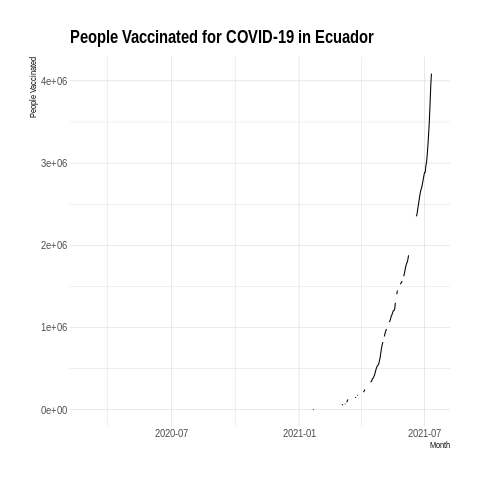 People Vaccinated for COVID-19 in Ecuador
People Vaccinated
4e+06
3e+06
2e+06
1e+06
0e+00
2020-07
2021-01
2021-07
Month